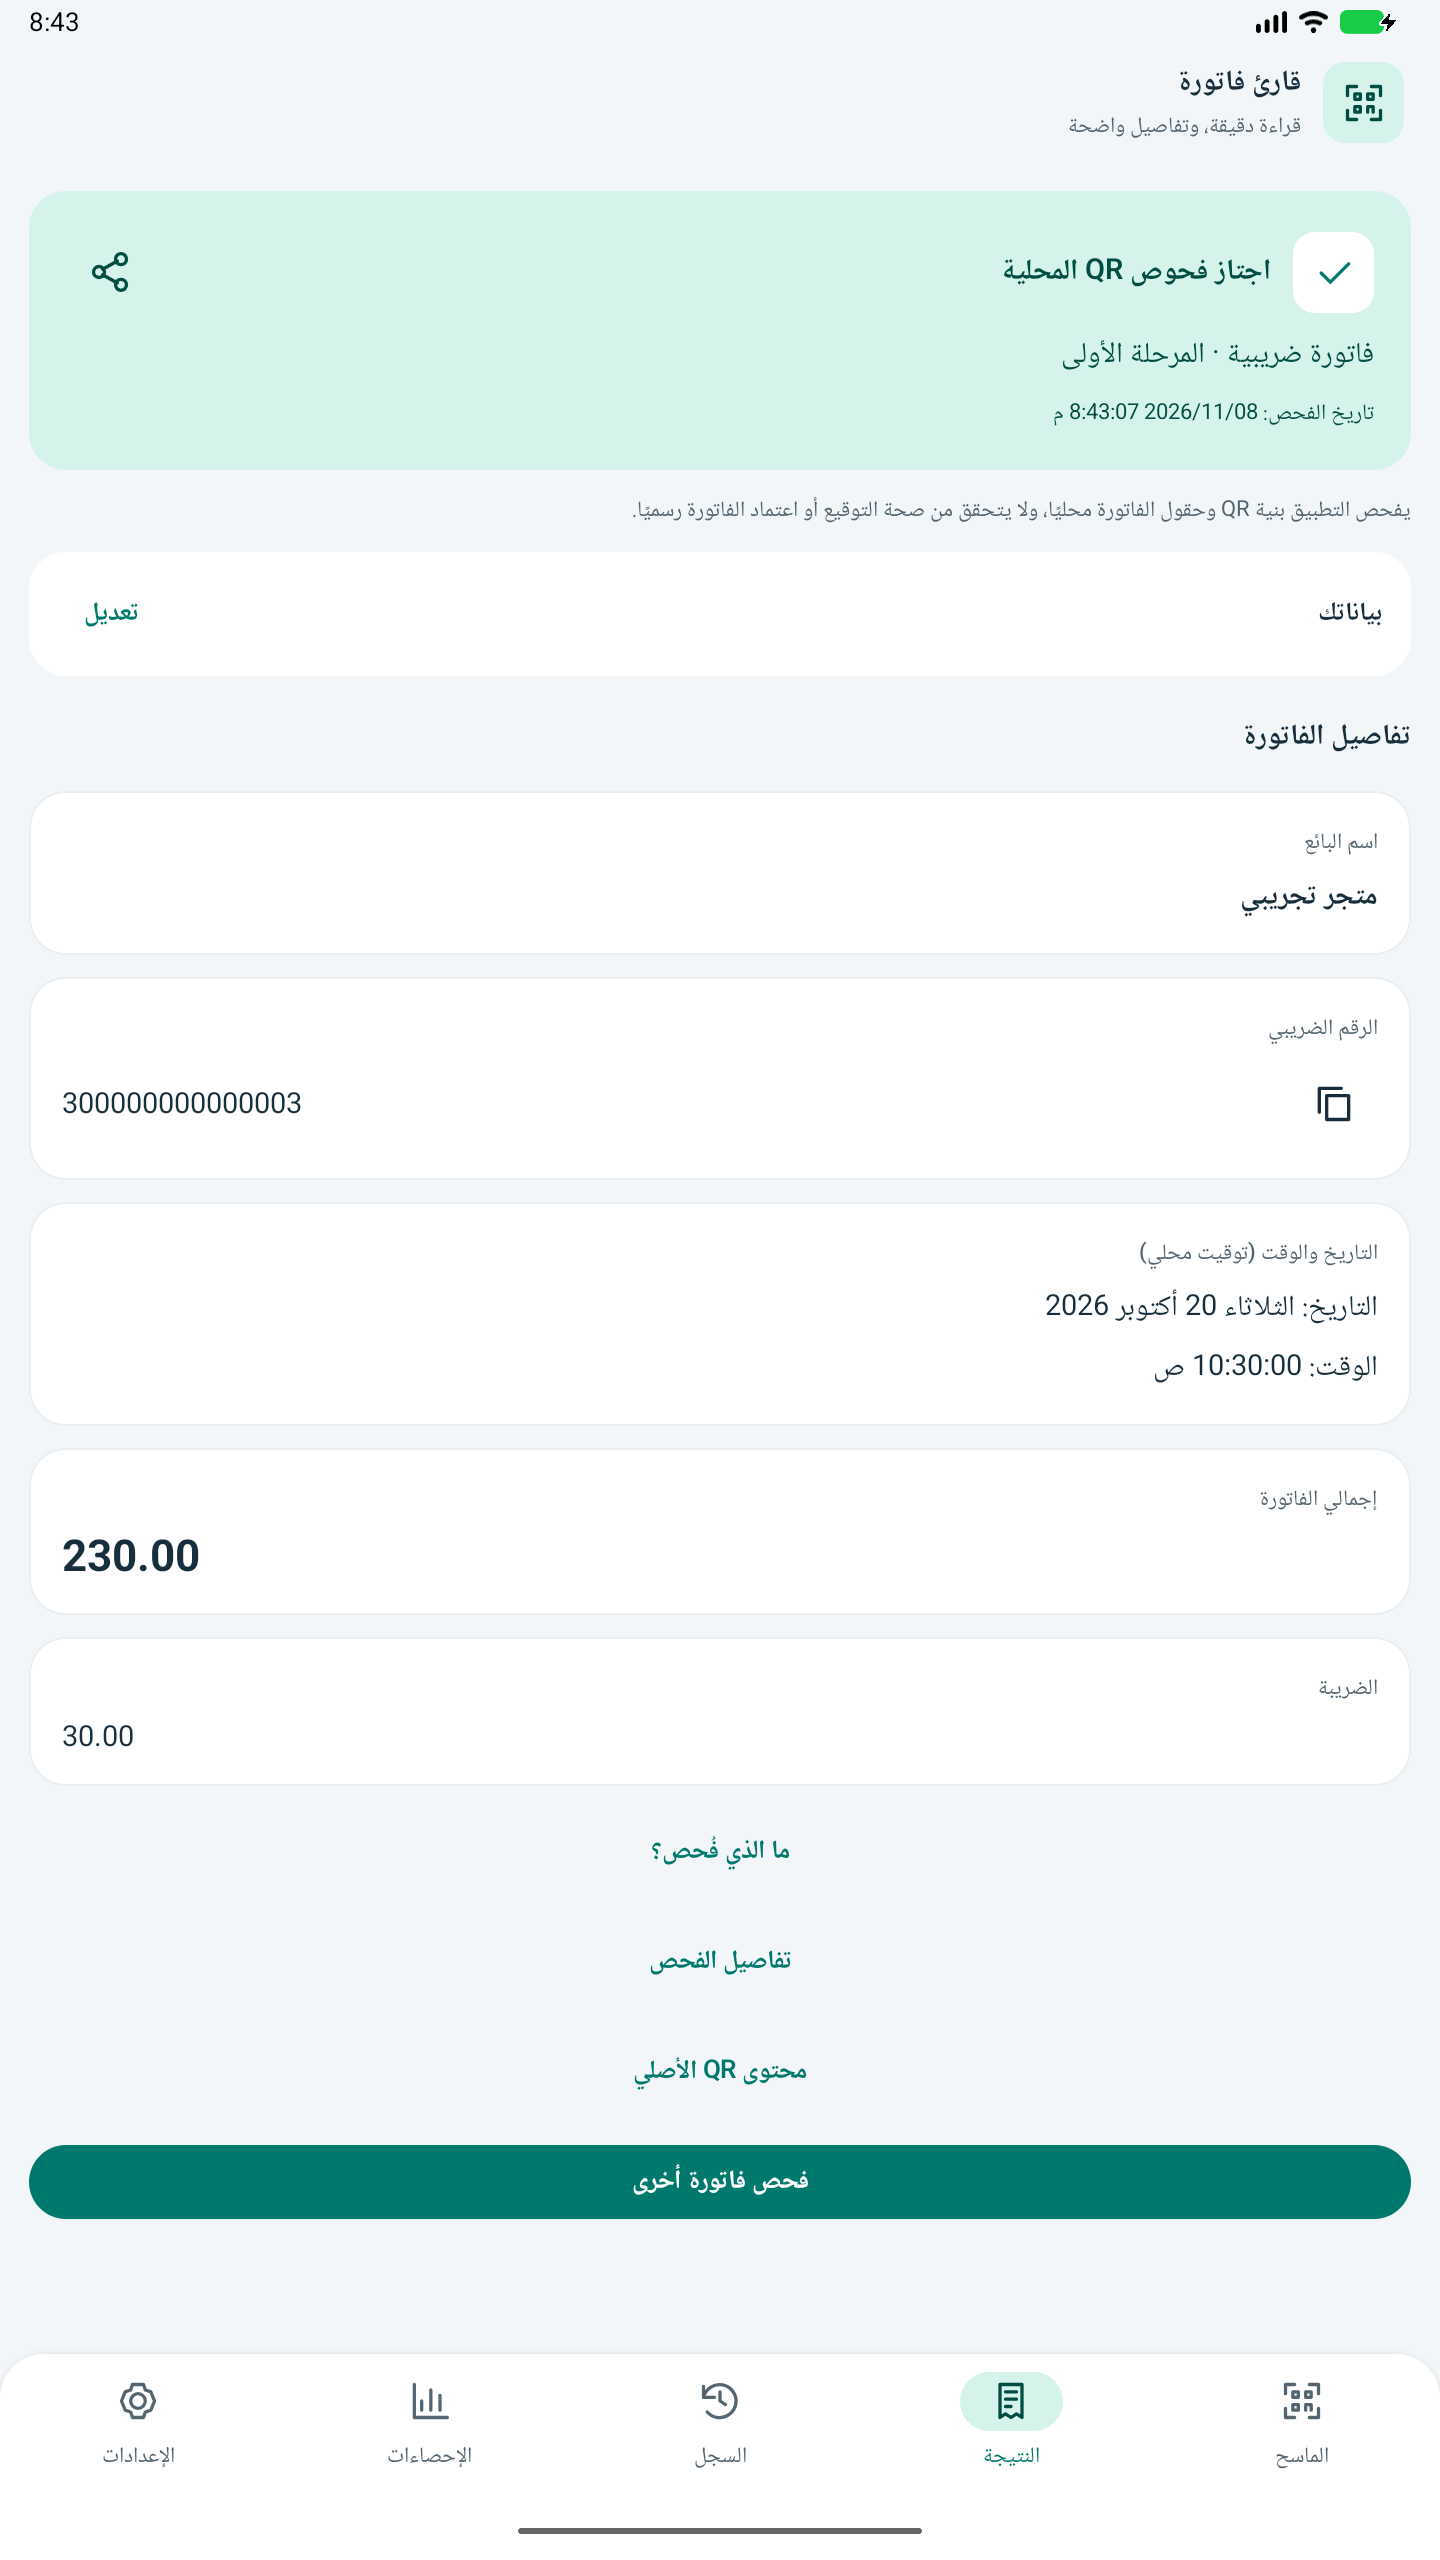 8:43
قارئ فاتورة
قراءة دقيقة، وتفاصيل واضحة
اجتاز فحوص QR المحلية
فاتورة ضريبية · المرحلة الأولى
تاريخ الفحص: 2026/11/08 8:43:07 م
يفحص التطبيق بنية QR وحقول الفاتورة محليًا، ولا يتحقق من صحة التوقيع أو اعتماد الفاتورة رسميًا.
بياناتك
تعديل
تفاصيل الفاتورة
اسم البائع
متجر تجريبي
الرقم الضريبي
300000000000003
التاريخ والوقت (توقيت محلي)
التاريخ: الثلاثاء 20 أكتوبر 2026
الوقت: 10:30:00 ص
إجمالي الفاتورة
230.00
الضريبة
30.00
ما الذي فُحص؟
تفاصيل الفحص
محتوى QR الأصلي
فحص فاتورة أخرى
الماسح
النتيجة
السجل
الإحصاءات
الإعدادات